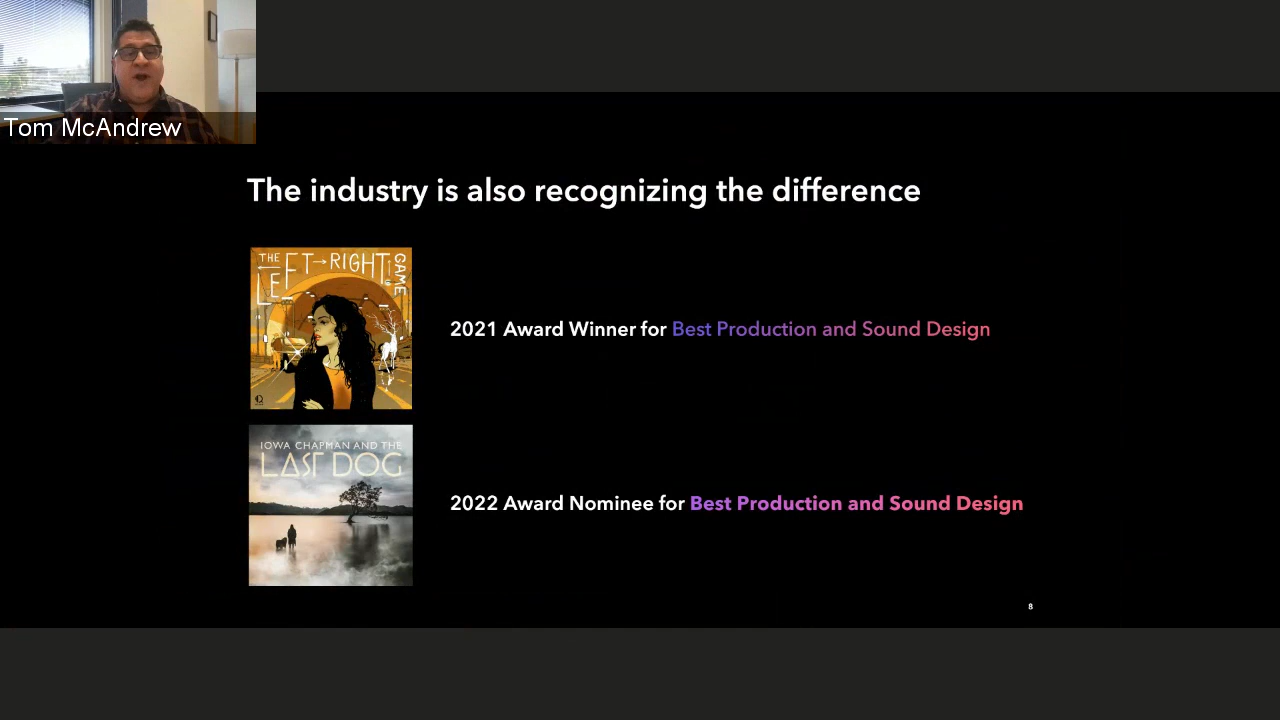 Tom McAndrew
The industry is also recognizing the difference
THE
LEFT→RIGHT
GAME
2021 Award Winner for Best Production and Sound Design
IOWA CHAPMAN AND THE
LAST DOG
2022 Award Nominee for Best Production and Sound Design
8